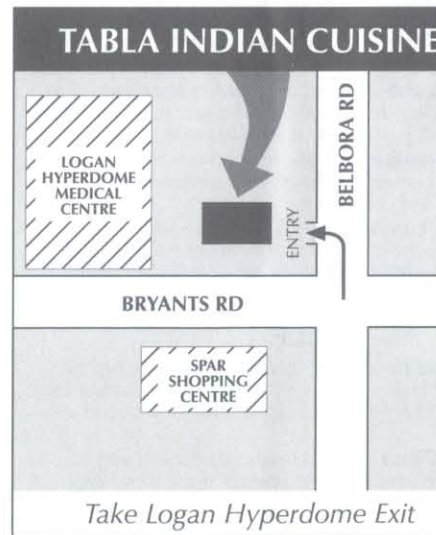 TABLA INDIAN CUISINE
BELBORA RD
LOGAN
HYPERDOME
MEDICAL
CENTRE
ENTRY
BRYANTS RD
SPAR
SHOPPING
CENTRE
Take Logan Hyperdome Exit